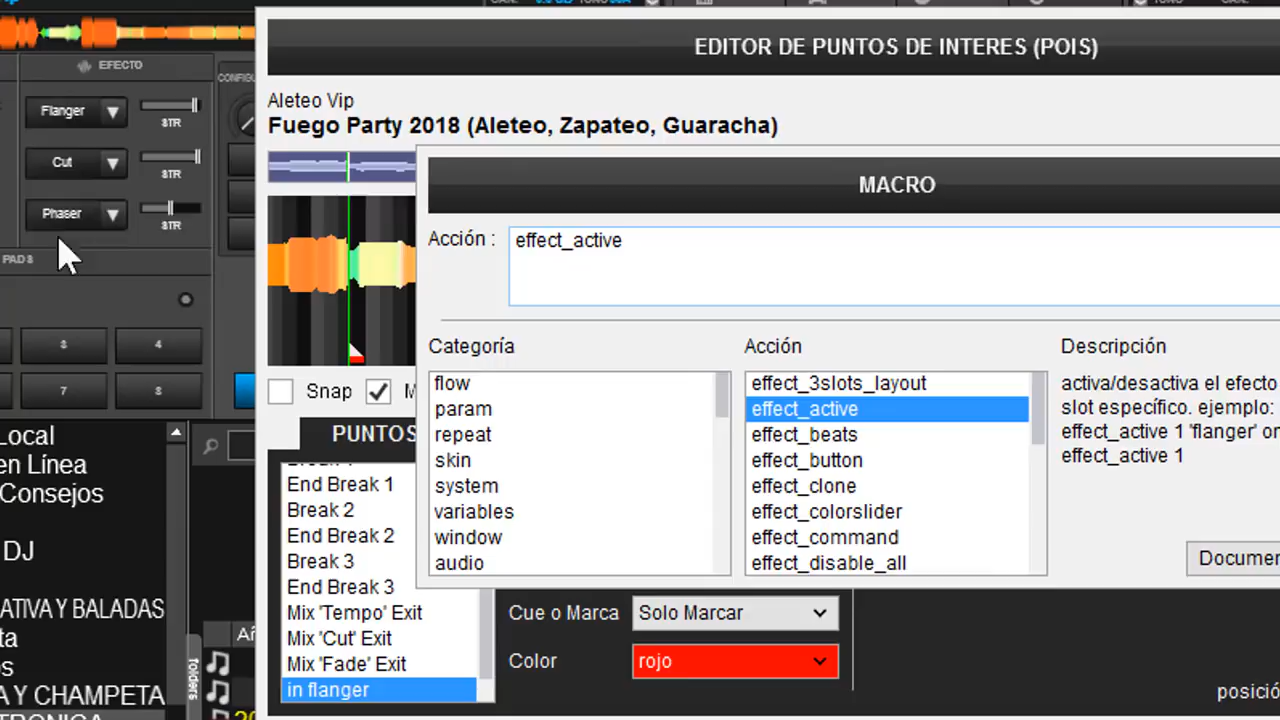 EDITOR DE PUNTOS DE INTERES (POIS)
EFECTO
Aleteo Vip
Fuego Party 2018 (Aleteo, Zapateo, Guaracha)
Flanger
STR
Cut
STR
Phaser
STR
PADS
3
4
7
8
MACRO
Acción :
effect_active
Categoría
flow
param
repeat
skin
system
variables
window
audio
Acción
effect_3slots_layout
effect_active
effect_beats
effect_button
effect_clone
effect_colorslider
effect_command
effect_disable_all
Descripción
activa/desactiva el efecto
slot específico. ejemplo:
effect_active 1 'flanger' on
effect_active 1
Documen
Snap
M
PUNTOS
End Break 1
Break 2
End Break 2
Break 3
End Break 3
Mix 'Tempo' Exit
Mix 'Cut' Exit
Mix 'Fade' Exit
in flanger
Cue o Marca
Solo Marcar
Color
rojo
posició
Local
en Línea
Consejos
DJ
ATIVA Y BALADAS
ta
os
A Y CHAMPETA
folders
Añ